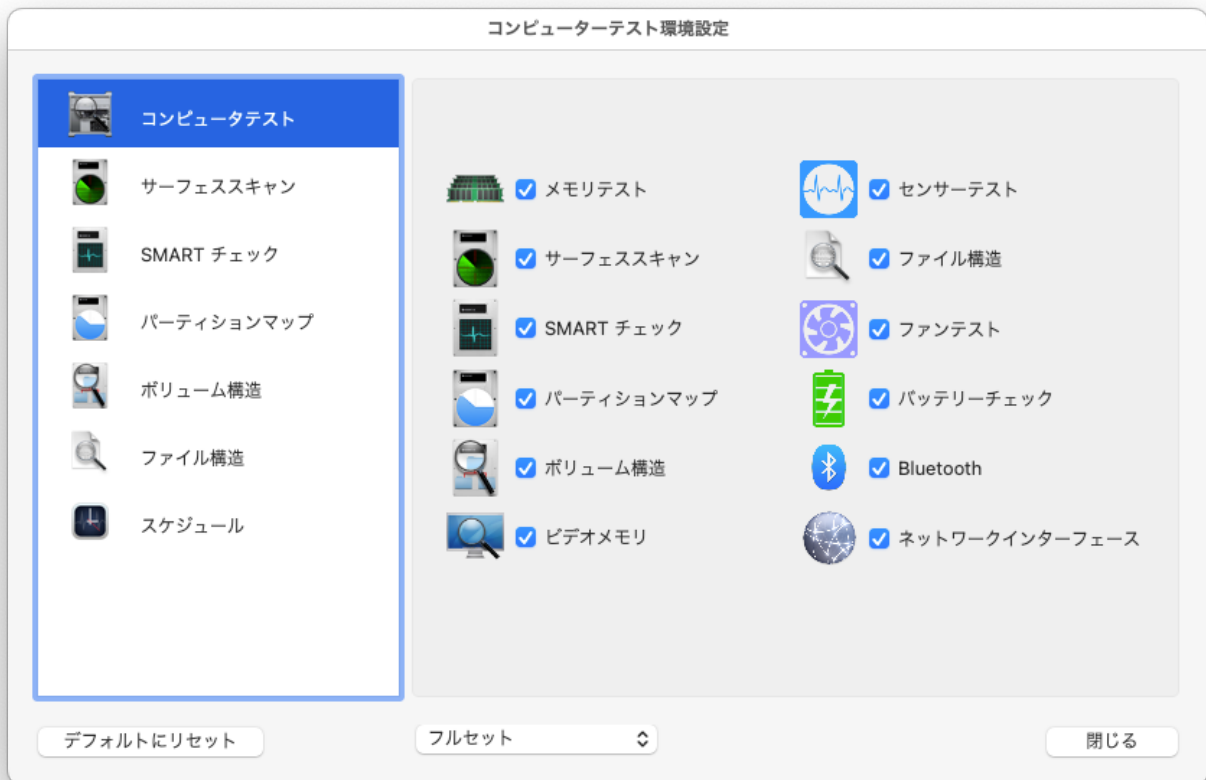 コンピューターテスト環境設定
コンピュータテスト
サーフェススキャン
SMART チェック
パーティションマップ
ボリューム構造
ファイル構造
スケジュール
メモリテスト
サーフェススキャン
SMART チェック
パーティションマップ
ボリューム構造
ビデオメモリ
センサーテスト
ファイル構造
ファンテスト
バッテリーチェック
Bluetooth
ネットワークインターフェース
デフォルトにリセット
フルセット
閉じる